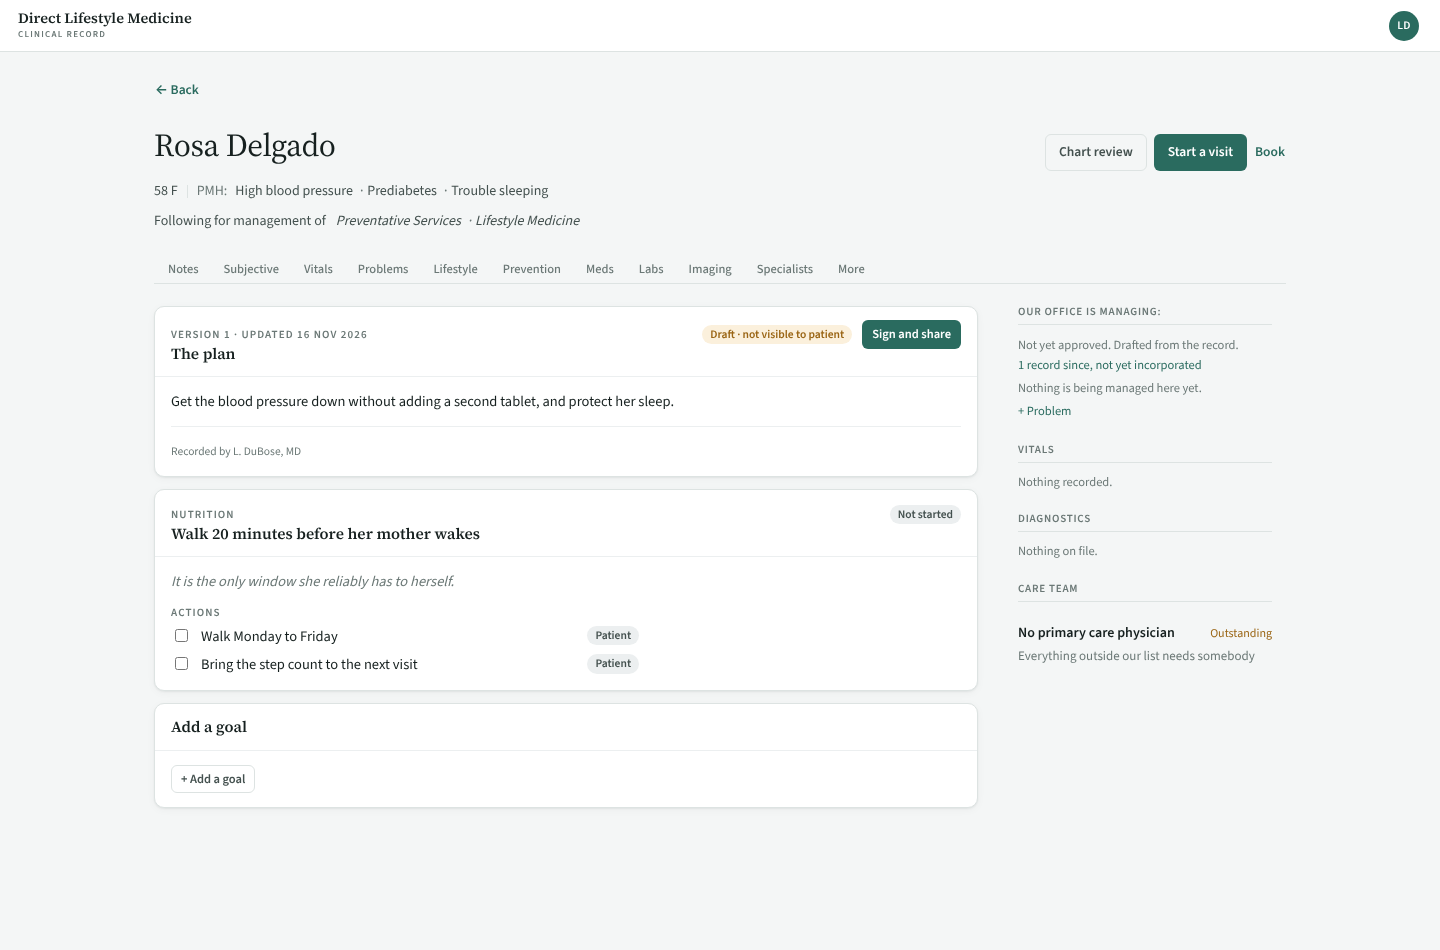 Direct Lifestyle Medicine
CLINICAL RECORD
LD
← Back
Rosa Delgado
Chart review
Start a visit
Book
58 F | PMH: High blood pressure · Prediabetes · Trouble sleeping
Following for management of Preventative Services · Lifestyle Medicine
Notes Subjective Vitals Problems Lifestyle Prevention Meds Labs Imaging Specialists More
VERSION 1 · UPDATED 16 NOV 2026
The plan
Draft · not visible to patient
Sign and share
Get the blood pressure down without adding a second tablet, and protect her sleep.
Recorded by L. DuBose, MD
NUTRITION
Walk 20 minutes before her mother wakes
Not started
It is the only window she reliably has to herself.
ACTIONS
Walk Monday to Friday Patient
Bring the step count to the next visit Patient
Add a goal
+ Add a goal
OUR OFFICE IS MANAGING:
Not yet approved. Drafted from the record.
1 record since, not yet incorporated
Nothing is being managed here yet.
+ Problem
VITALS
Nothing recorded.
DIAGNOSTICS
Nothing on file.
CARE TEAM
No primary care physician Outstanding
Everything outside our list needs somebody